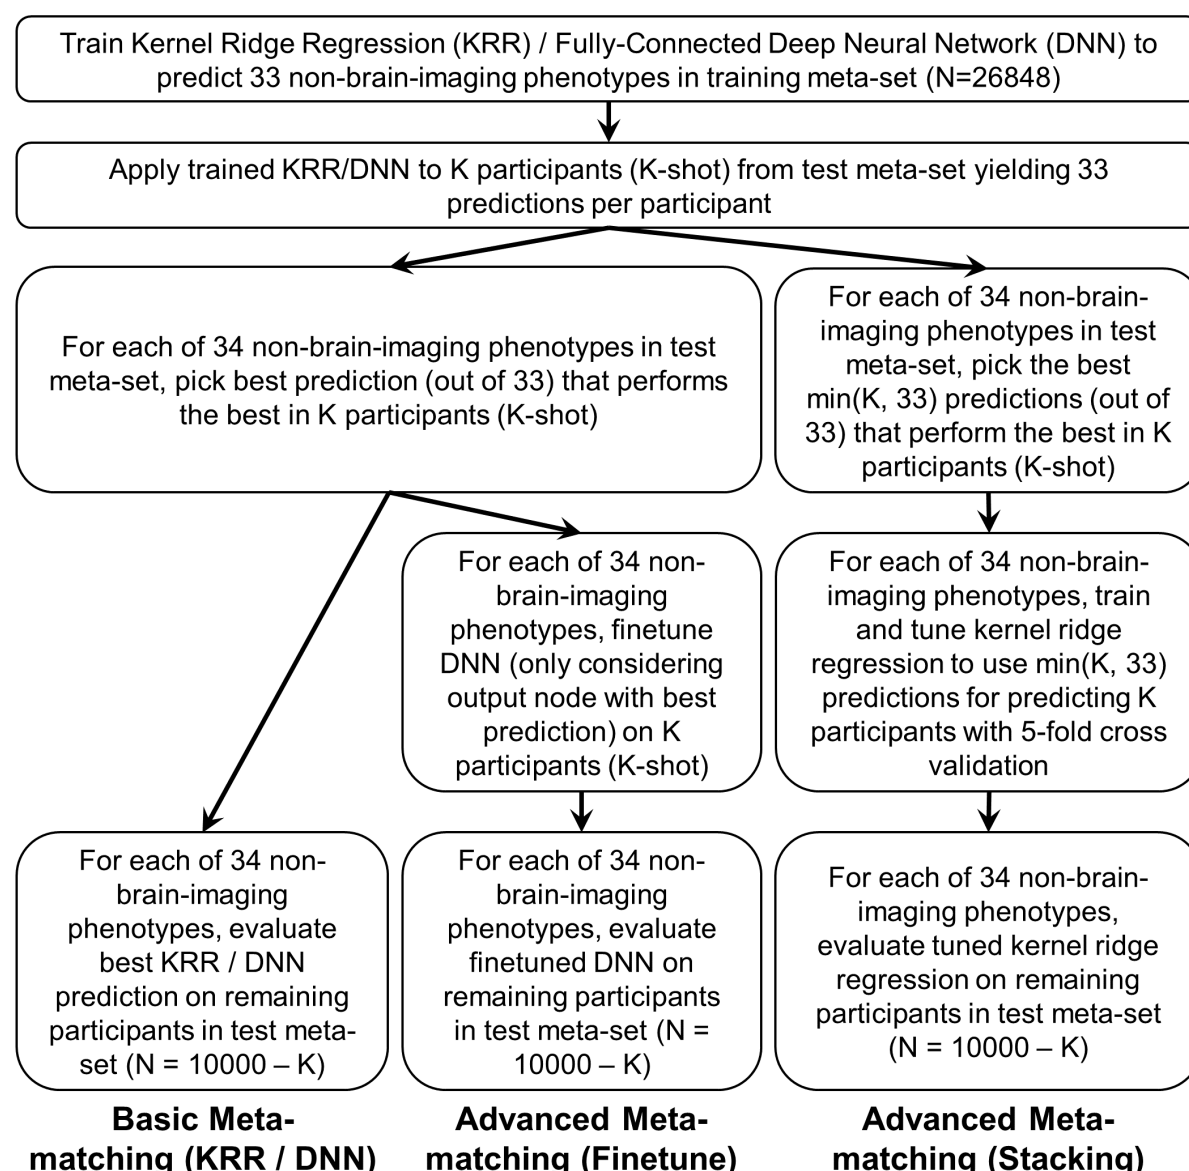 Train Kernel Ridge Regression (KRR) / Fully-Connected Deep Neural Network (DNN) to
predict 33 non-brain-imaging phenotypes in training meta-set (N=26848)
Apply trained KRR/DNN to K participants (K-shot) from test meta-set yielding 33
predictions per participant
For each of 34 non-brain-imaging phenotypes in test
meta-set, pick best prediction (out of 33) that performs
the best in K participants (K-shot)
For each of 34 non-brain-
imaging phenotypes in test
meta-set, pick the best
min(K, 33) predictions (out of
33) that perform the best in K
participants (K-shot)
For each of 34 non-
brain-imaging
phenotypes, finetune
DNN (only considering
output node with best
prediction) on K
participants (K-shot)
For each of 34 non-brain-
imaging phenotypes, train
and tune kernel ridge
regression to use min(K, 33)
predictions for predicting K
participants with 5-fold cross
validation
For each of 34 non-
brain-imaging
phenotypes, evaluate
best KRR / DNN
prediction on remaining
participants in test meta-
set (N = 10000 – K)
For each of 34 non-
brain-imaging
phenotypes, evaluate
finetuned DNN on
remaining participants
in test meta-set (N =
10000 – K)
For each of 34 non-brain-
imaging phenotypes,
evaluate tuned kernel ridge
regression on remaining
participants in test meta-set
(N = 10000 – K)
Basic Meta-
matching (KRR / DNN)
Advanced Meta-
matching (Finetune)
Advanced Meta-
matching (Stacking)